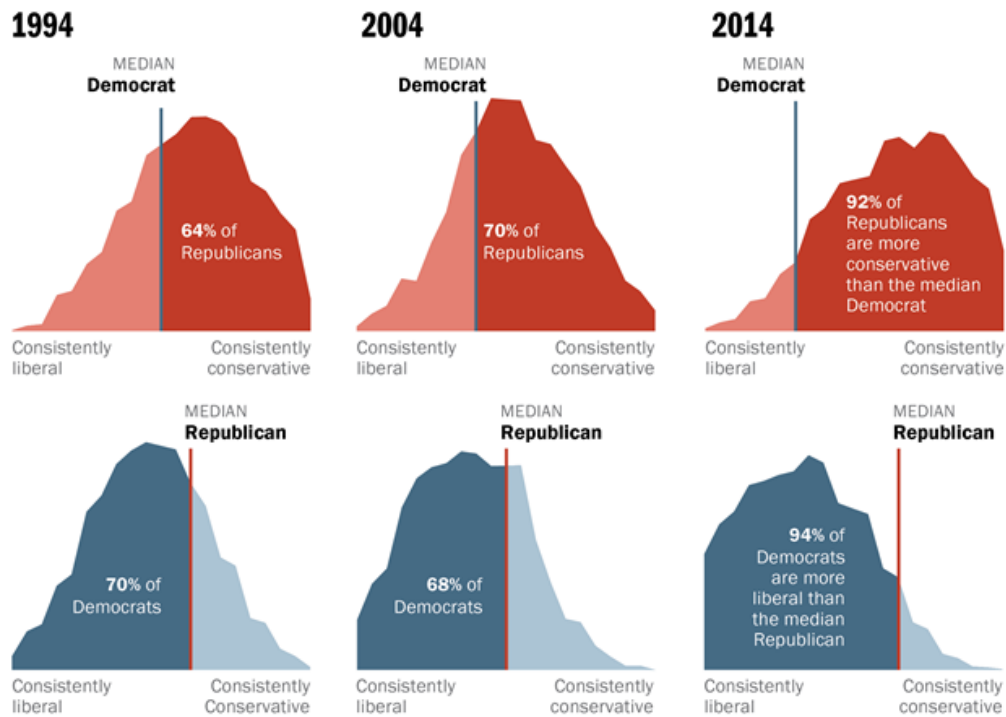 1994
MEDIAN
Democrat
64% of
Republicans
Consistently
liberal
Consistently
conservative
2004
MEDIAN
Democrat
70% of
Republicans
Consistently
liberal
Consistently
conservative
2014
MEDIAN
Democrat
92% of
Republicans
are more
conservative
than the median
Democrat
Consistently
liberal
Consistently
conservative
MEDIAN
Republican
70% of
Democrats
Consistently
liberal
Consistently
Conservative
MEDIAN
Republican
68% of
Democrats
Consistently
liberal
Consistently
conservative
MEDIAN
Republican
94% of
Democrats
are more
liberal than
the median
Republican
Consistently
liberal
Consistently
conservative